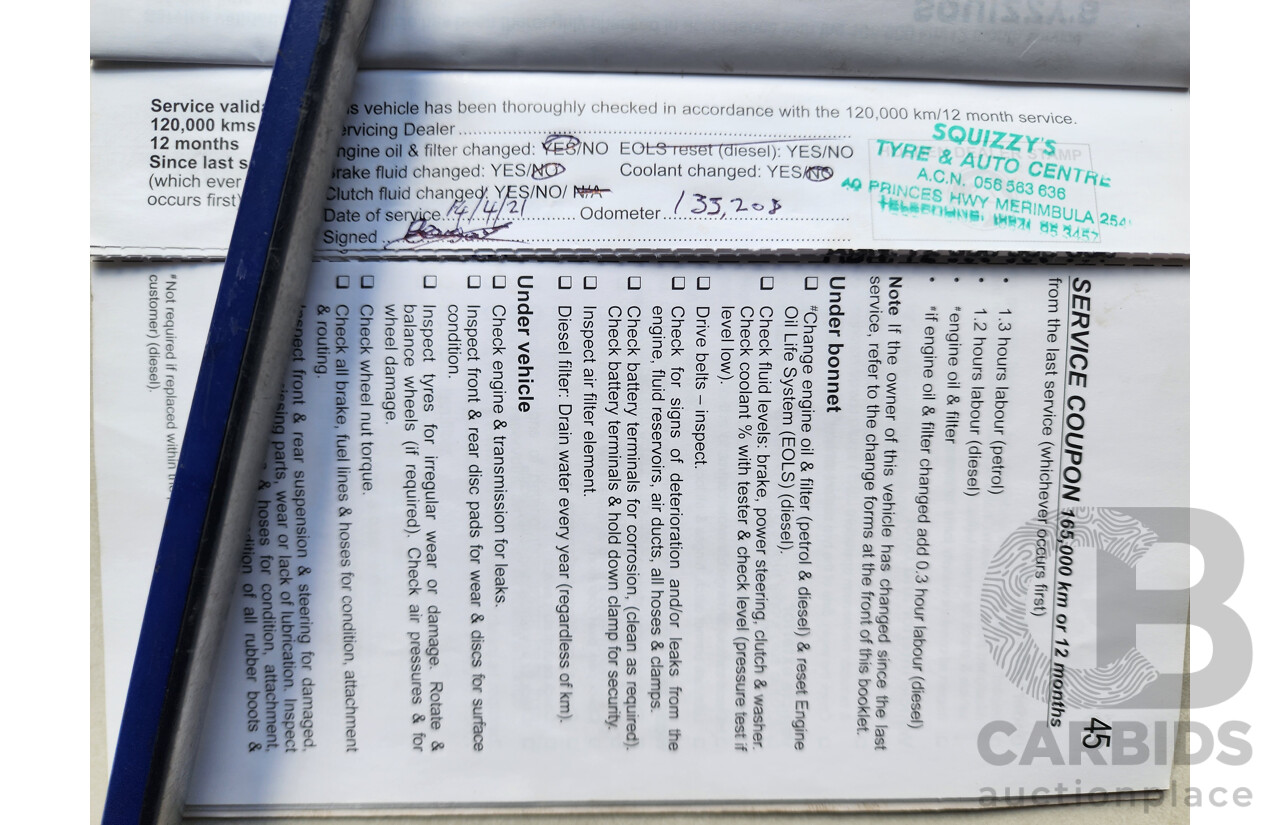 Service valid
120,000 kms
12 months
Since last s
(which ever
occurs first)
s vehicle has been thoroughly checked in accordance with the 120,000 km/12 month service.
ervicing Dealer
ngine oil & filter changed: YES/NO EOLS reset (diesel): YES/NO
rake fluid changed: YES/NO Coolant changed: YES/NO
Clutch fluid changed: YES/NO/ N/A
Date of service 14/4/21 Odometer
Signed
SQUIZZY'S
TYRE & AUTO CENTRE
A.C.N. 056 563 636
PRINCES HWY MERIMBULA 254
SERVICE COUPON 165,000 km or 12 months 45
from the last service (whichever occurs first)
• 1.3 hours labour (petrol)
• 1.2 hours labour (diesel)
• *engine oil & filter
• *if engine oil & filter changed add 0.3 hour labour (diesel)
Note If the owner of this vehicle has changed since the last
service, refer to the change forms at the front of this booklet.
Under bonnet
❑ *Change engine oil & filter (petrol & diesel) & reset Engine
Oil Life System (EOLS) (diesel).
❑ Check fluid levels: brake, power steering, clutch & washer.
Check coolant % with tester & check level (pressure test if
level low).
❑ Drive belts – inspect.
❑ Check for signs of deterioration and/or leaks from the
engine, fluid reservoirs, air ducts, all hoses & clamps.
❑ Check battery terminals for corrosion, (clean as required).
Check battery terminals & hold down clamp for security.
❑ Inspect air filter element.
❑ Diesel filter: Drain water every year (regardless of km).
Under vehicle
❑ Check engine & transmission for leaks.
❑ Inspect front & rear disc pads for wear & discs for surface
condition.
❑ Inspect tyres for irregular wear or damage. Rotate &
balance wheels (if required). Check air pressures & for
wheel damage.
❑ Check wheel nut torque.
❑ Check all brake, fuel lines & hoses for condition, attachment
& routing.
front & rear suspension & steering for damaged,
parts, wear or lack of lubrication. Inspect
& hoses for condition, attachment,
of all rubber boots &
*Not required if replaced within
customer) (diesel).
CARBIDS
auctionplace